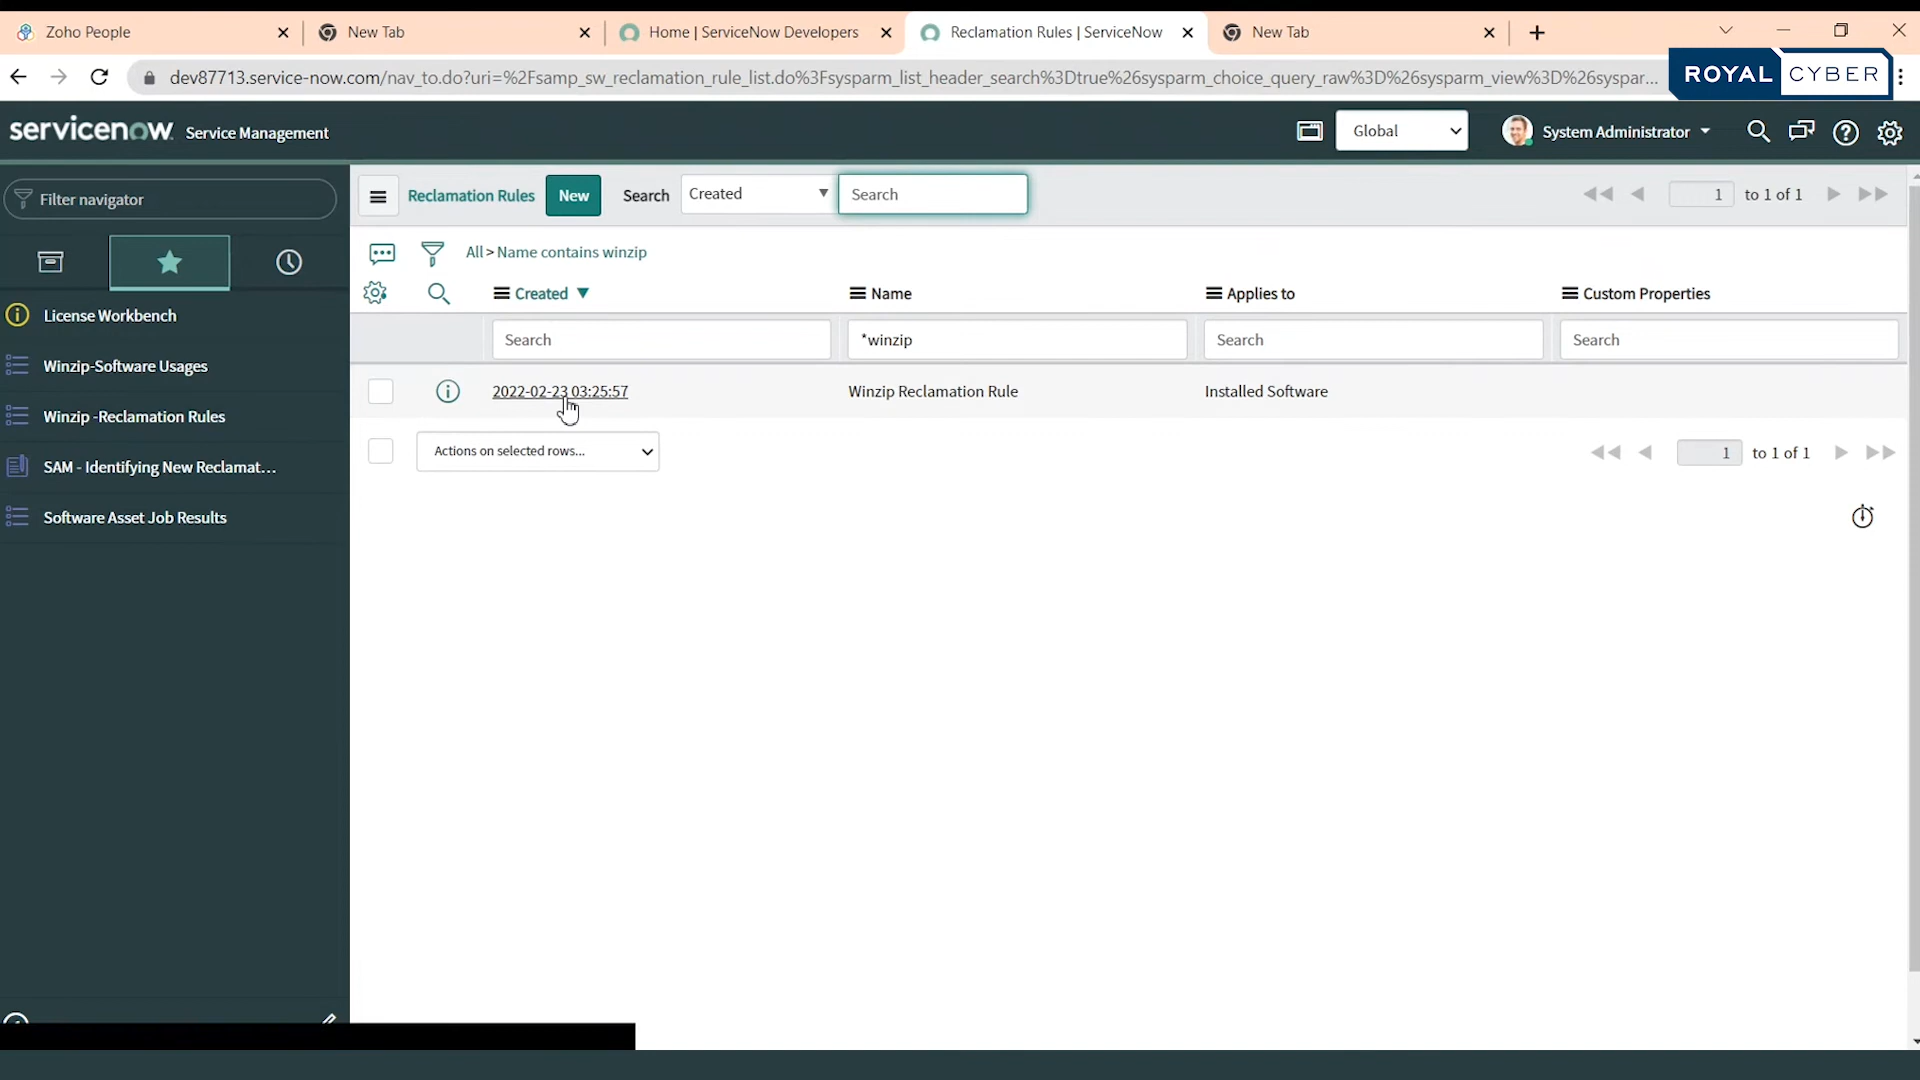 Zoho People
New Tab
Home | ServiceNow Developers
Reclamation Rules | ServiceNow
New Tab
dev87713.service-now.com/nav_to.do?uri=%2Fsamp_sw_reclamation_rule_list.do%3Fsysparm_list_header_search%3Dtrue%26sysparm_choice_query_raw%3D%26sysparm_view%3D%26syspar...
ROYAL CYBER
servicenow Service Management
Global
System Administrator
Filter navigator
Reclamation Rules New Search Created Search
1 to 1 of 1
License Workbench
Winzip-Software Usages
Winzip -Reclamation Rules
SAM - Identifying New Reclamat...
Software Asset Job Results
All > Name contains winzip
Created Name Applies to Custom Properties
Search *winzip Search Search
2022-02-23 03:25:57 Winzip Reclamation Rule Installed Software
Actions on selected rows...
1 to 1 of 1